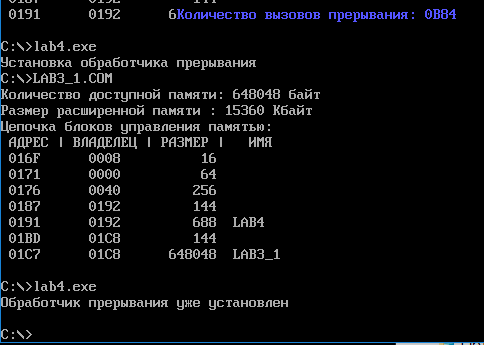 0191 0192 6Количество вызовов прерывания: 0B84
C:\>lab4.exe
Установка обработчика прерывания
C:\>LAB3_1.COM
Количество доступной памяти: 648048 байт
Размер расширенной памяти : 15360 Кбайт
Цепочка блоков управления памятью:
АДРЕС | ВЛАДЕЛЕЦ | РАЗМЕР | ИМЯ
016F 0008 16
0171 0000 64
0176 0040 256
0187 0192 144
0191 0192 688 LAB4
01BD 01C8 144
01C7 01C8 648048 LAB3_1
C:\>lab4.exe
Обработчик прерывания уже установлен
C:\>